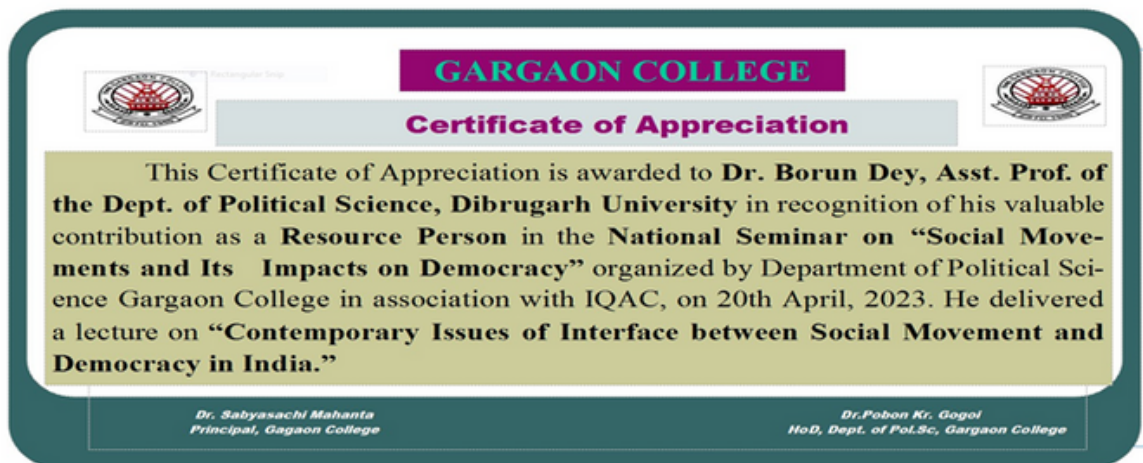 Rectangular Snip
GARGAON COLLEGE
Certificate of Appreciation
This Certificate of Appreciation is awarded to Dr. Borun Dey, Asst. Prof. of
the Dept. of Political Science, Dibrugarh University in recognition of his valuable
contribution as a Resource Person in the National Seminar on “Social Move-
ments and Its Impacts on Democracy” organized by Department of Political Sci-
ence Gargaon College in association with IQAC, on 20th April, 2023. He delivered
a lecture on “Contemporary Issues of Interface between Social Movement and
Democracy in India.”
Dr. Sabyasachi Mahanta
Principal, Gagaon College
Dr.Pobon Kr. Gogoi
HoD, Dept. of Pol.Sc, Gargaon College